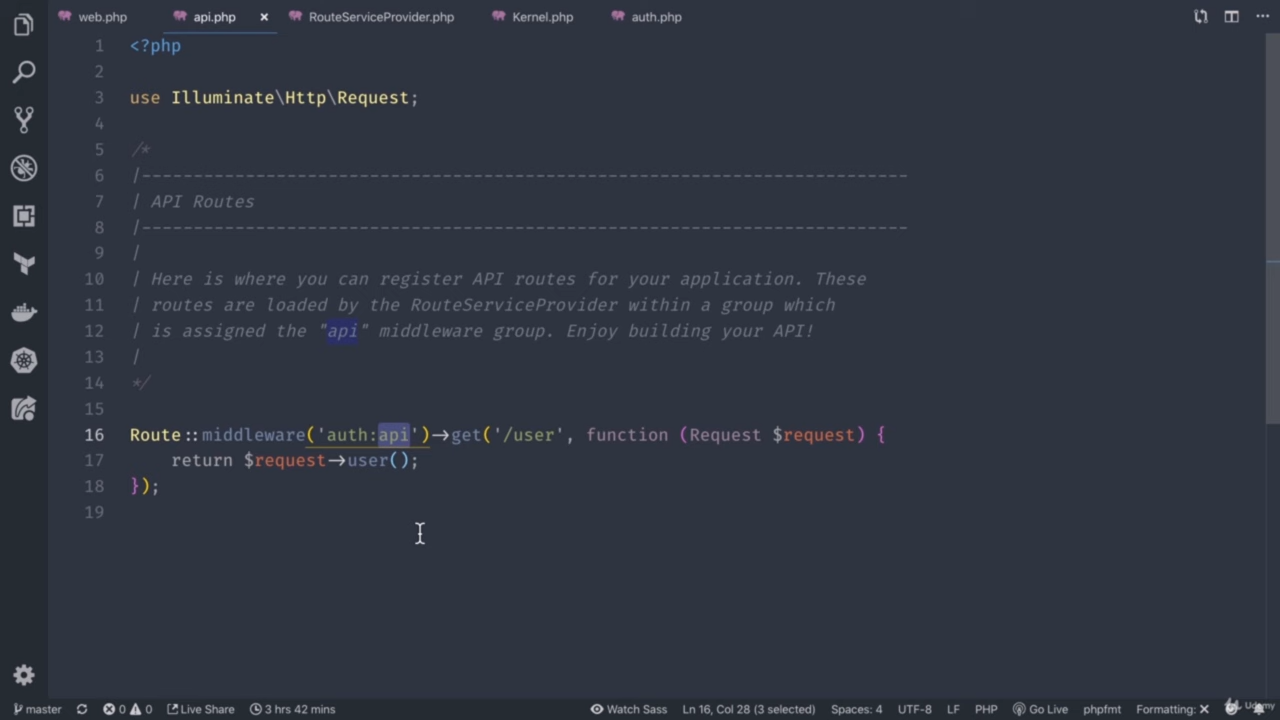 web.php api.php RouteServiceProvider.php Kernel.php auth.php
1 <?php
2
3 use Illuminate\Http\Request;
4
5 /*
6 |--------------------------------------------------------------------------
7 | API Routes
8 |--------------------------------------------------------------------------
9 |
10 | Here is where you can register API routes for your application. These
11 | routes are loaded by the RouteServiceProvider within a group which
12 | is assigned the "api" middleware group. Enjoy building your API!
13 |
14 */
15
16 Route::middleware('auth:api')->get('/user', function (Request $request) {
17     return $request->user();
18 });
19
master 0 0 Live Share 3 hrs 42 mins Watch Sass Ln 16, Col 28 (3 selected) Spaces: 4 UTF-8 LF PHP Go Live phpfmt Formatting: ✕ Udemy